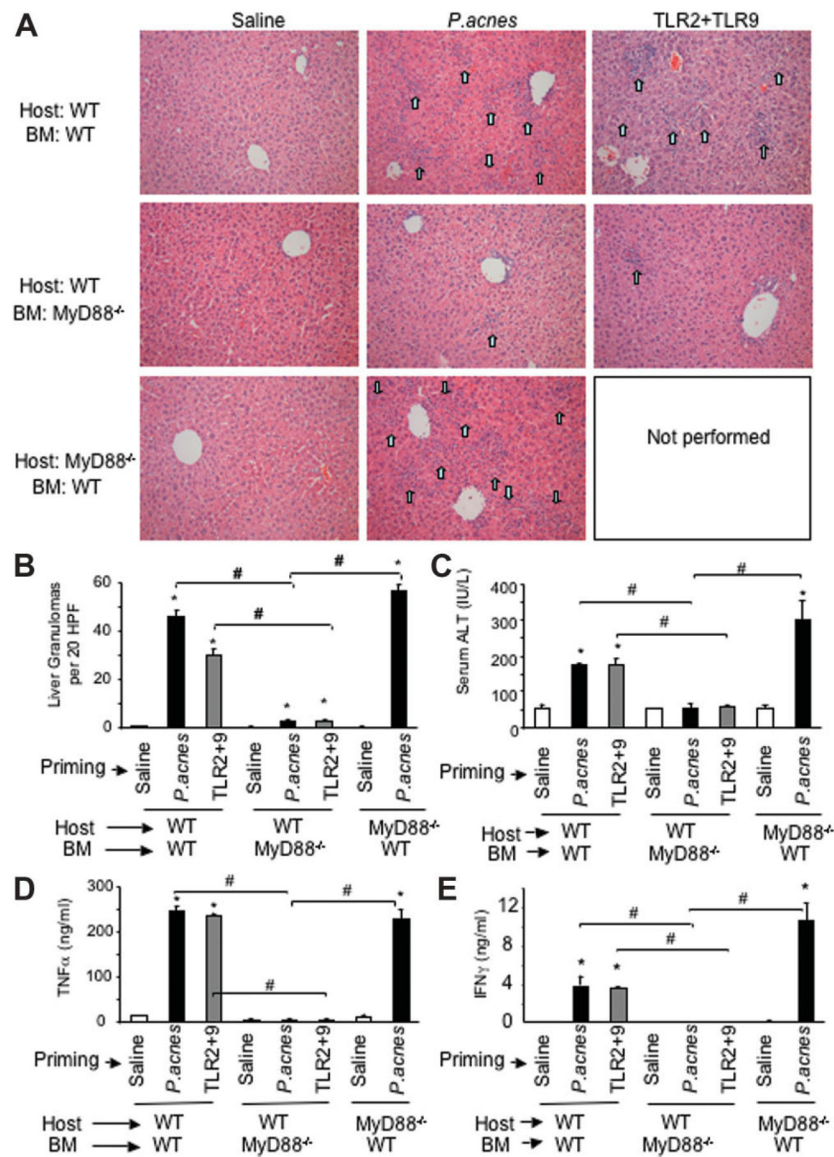 A
Saline P.acnes TLR2+TLR9
Host: WT
BM: WT
Host: WT
BM: MyD88-/-
Host: MyD88-/-
BM: WT
Not performed
B
Liver Granulomas
per 20 HPF
60
40
20
0
# # #
* * * * *
Priming
Saline P.acnes TLR2+9 Saline P.acnes TLR2+9 Saline P.acnes
Host WT WT MyD88-/-
BM WT MyD88-/- WT
C
Serum ALT (IU/L)
400
300
200
100
0
# # #
* * *
Priming
Saline P.acnes TLR2+9 Saline P.acnes TLR2+9 Saline P.acnes
Host WT WT MyD88-/-
BM WT MyD88-/- WT
D
TNFα (ng/ml)
300
200
100
0
# # #
* * *
Priming
Saline P.acnes TLR2+9 Saline P.acnes TLR2+9 Saline P.acnes
Host WT WT MyD88-/-
BM WT MyD88-/- WT
E
IFNγ (ng/ml)
12
8
4
0
# # #
* * *
Priming
Saline P.acnes TLR2+9 Saline P.acnes TLR2+9 Saline P.acnes
Host WT WT MyD88-/-
BM WT MyD88-/- WT